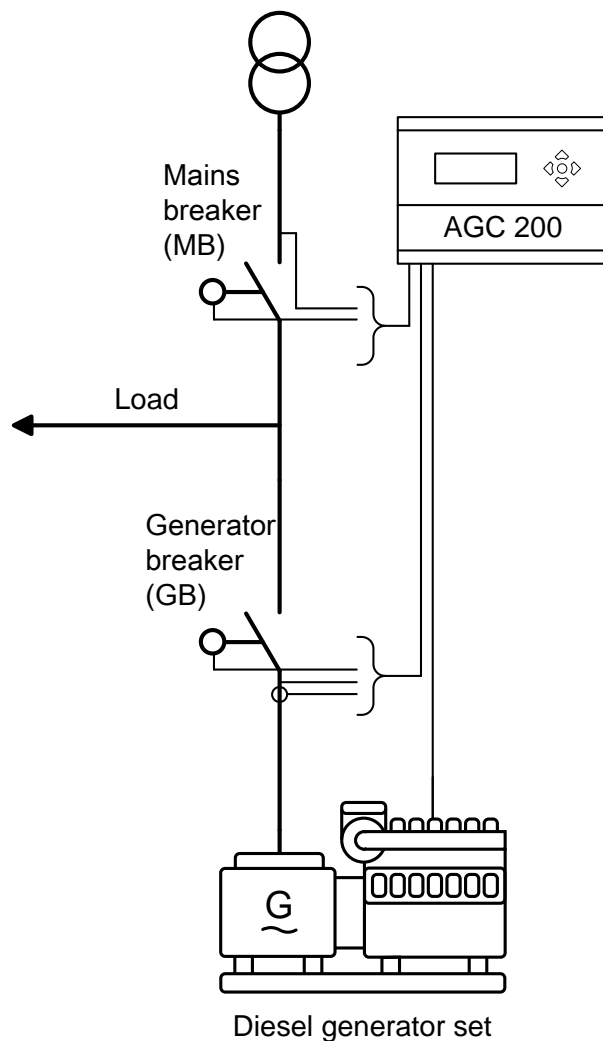 Mains
breaker
(MB)
AGC 200
Load
Generator
breaker
(GB)
G
Diesel generator set